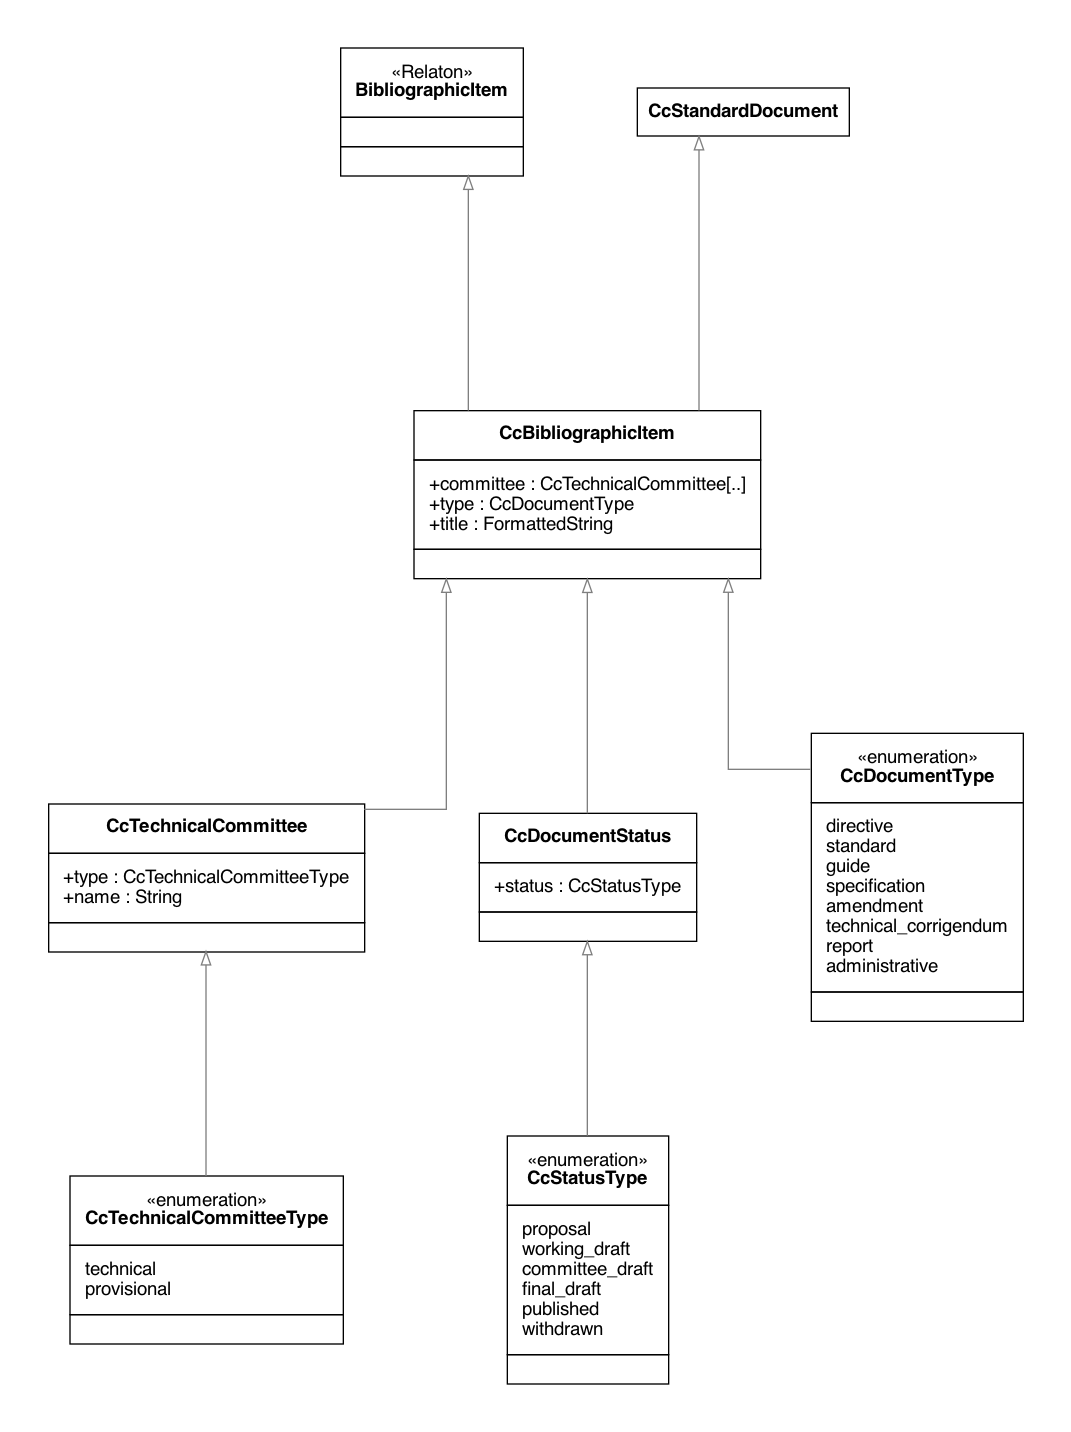 «Relaton»
BibliographicItem
CcStandardDocument
CcBibliographicItem
+committee : CcTechnicalCommittee[..]
+type : CcDocumentType
+title : FormattedString
CcTechnicalCommittee
+type : CcTechnicalCommitteeType
+name : String
CcDocumentStatus
+status : CcStatusType
«enumeration»
CcDocumentType
directive
standard
guide
specification
amendment
technical_corrigendum
report
administrative
«enumeration»
CcTechnicalCommitteeType
technical
provisional
«enumeration»
CcStatusType
proposal
working_draft
committee_draft
final_draft
published
withdrawn